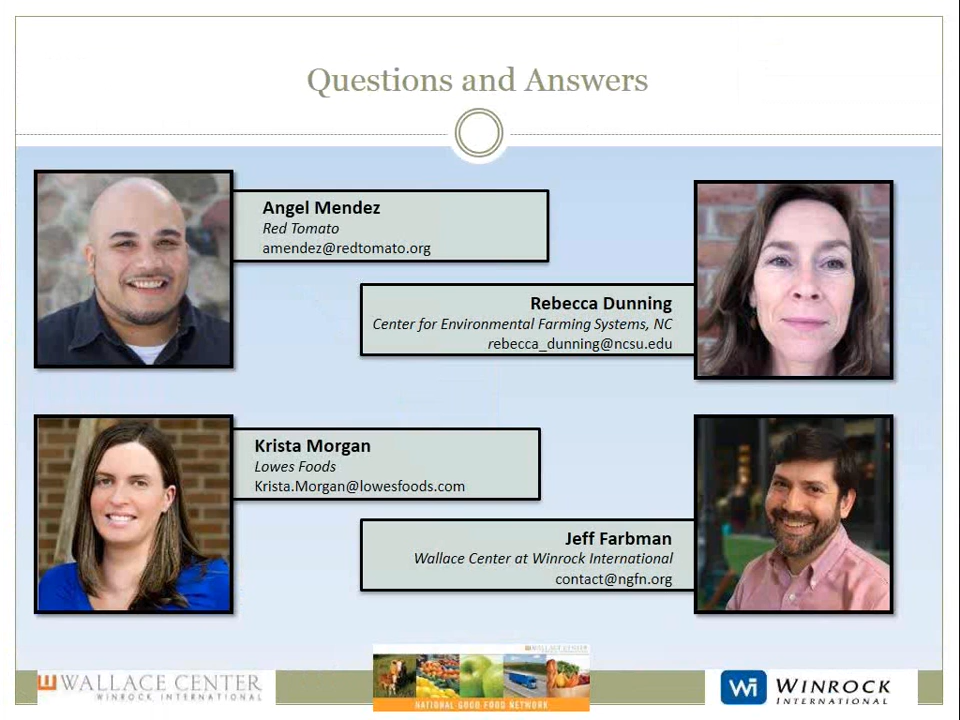 Questions and Answers
Angel Mendez
Red Tomato
amendez@redtomato.org
Rebecca Dunning
Center for Environmental Farming Systems, NC
rebecca_dunning@ncsu.edu
Krista Morgan
Lowes Foods
Krista.Morgan@lowesfoods.com
Jeff Farbman
Wallace Center at Winrock International
contact@ngfn.org
WALLACE CENTER
WINROCK INTERNATIONAL
WALLACE CENTER
NATIONAL GOOD FOOD NETWORK
Wi WINROCK
INTERNATIONAL